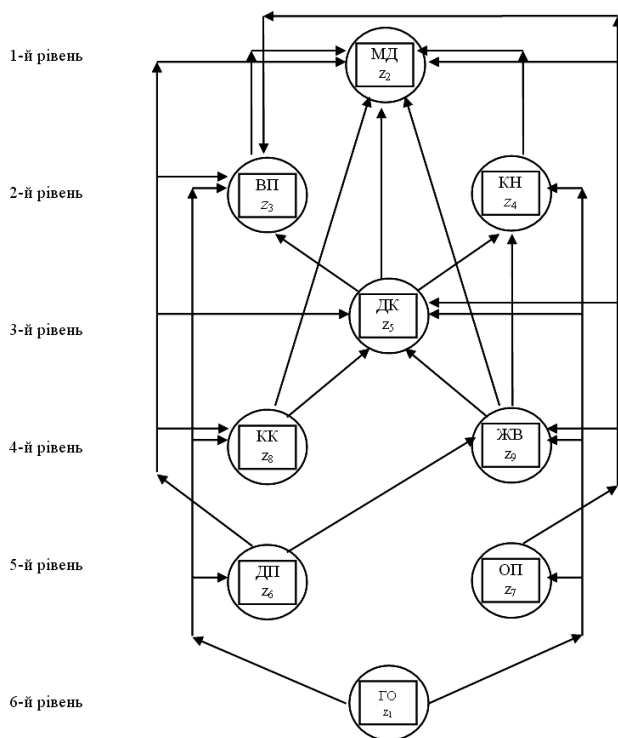 1-й рівень
МД
z2
2-й рівень
ВП
z3
КН
z4
3-й рівень
ДК
z5
4-й рівень
КК
z8
ЖВ
z9
5-й рівень
ДП
z6
ОП
z7
6-й рівень
ГО
z1